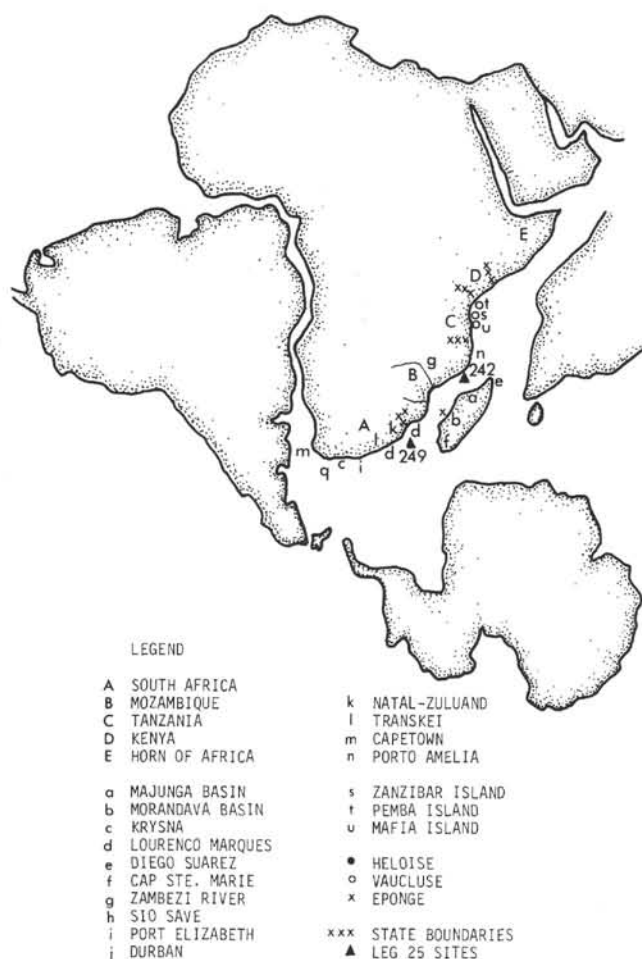 E
D
t
s
u
C
n
242
g
e
B
a
b
A
k
f
l
d
d
m
249
c
q
i
LEGEND
A SOUTH AFRICA
B MOZAMBIQUE
C TANZANIA
D KENYA
E HORN OF AFRICA
a MAJUNGA BASIN
b MORANDAVA BASIN
c KRYSNA
d LOURENCO MARQUES
e DIEGO SUAREZ
f CAP STE. MARIE
g ZAMBEZI RIVER
h SIO SAVE
i PORT ELIZABETH
j DURBAN
k NATAL-ZULUAND
l TRANSKEI
m CAPETOWN
n PORTO AMELIA
s ZANZIBAR ISLAND
t PEMBA ISLAND
u MAFIA ISLAND
● HELOISE
o VAUCLUSE
x EPONGE
xxx STATE BOUNDARIES
▲ LEG 25 SITES